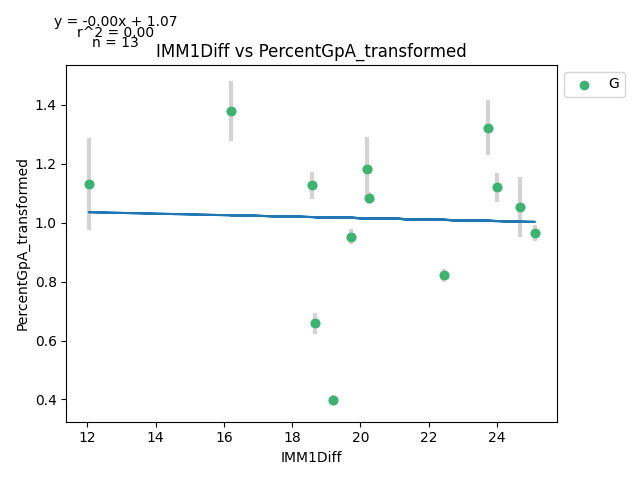 y = -0.00x + 1.07
r^2 = 0.00
n = 13
IMM1Diff vs PercentGpA_transformed
G
1.4
1.2
1.0
0.8
0.6
0.4
PercentGpA_transformed
12 14 16 18 20 22 24
IMM1Diff